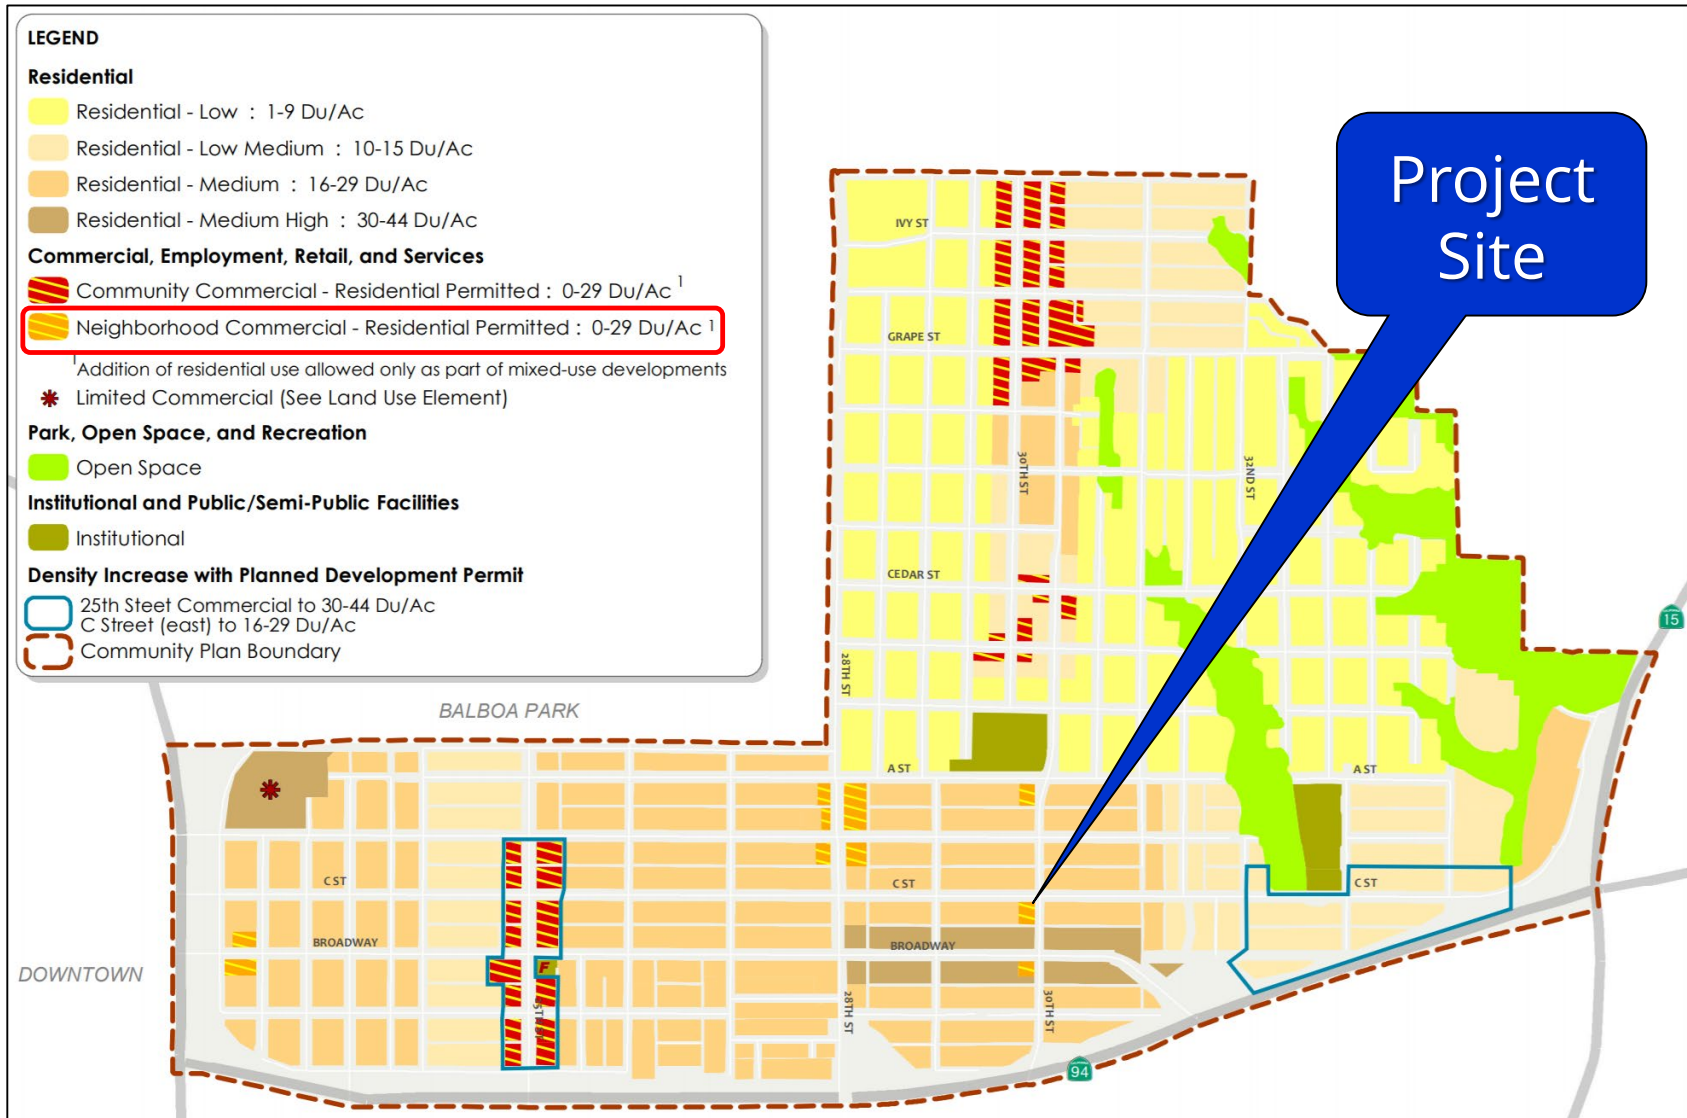 LEGEND
Residential
Residential - Low : 1-9 Du/Ac
Residential - Low Medium : 10-15 Du/Ac
Residential - Medium : 16-29 Du/Ac
Residential - Medium High : 30-44 Du/Ac
Commercial, Employment, Retail, and Services
Community Commercial - Residential Permitted : 0-29 Du/Ac 1
Neighborhood Commercial - Residential Permitted : 0-29 Du/Ac 1
1Addition of residential use allowed only as part of mixed-use developments
Limited Commercial (See Land Use Element)
Park, Open Space, and Recreation
Open Space
Institutional and Public/Semi-Public Facilities
Institutional
Density Increase with Planned Development Permit
25th Steet Commercial to 30-44 Du/Ac
C Street (east) to 16-29 Du/Ac
Community Plan Boundary
Project
Site
IVY ST
GRAPE ST
30TH ST
32ND ST
CEDAR ST
15
28TH ST
BALBOA PARK
A ST
A ST
C ST
C ST
C ST
BROADWAY
BROADWAY
DOWNTOWN
F
25TH ST
28TH ST
30TH ST
94